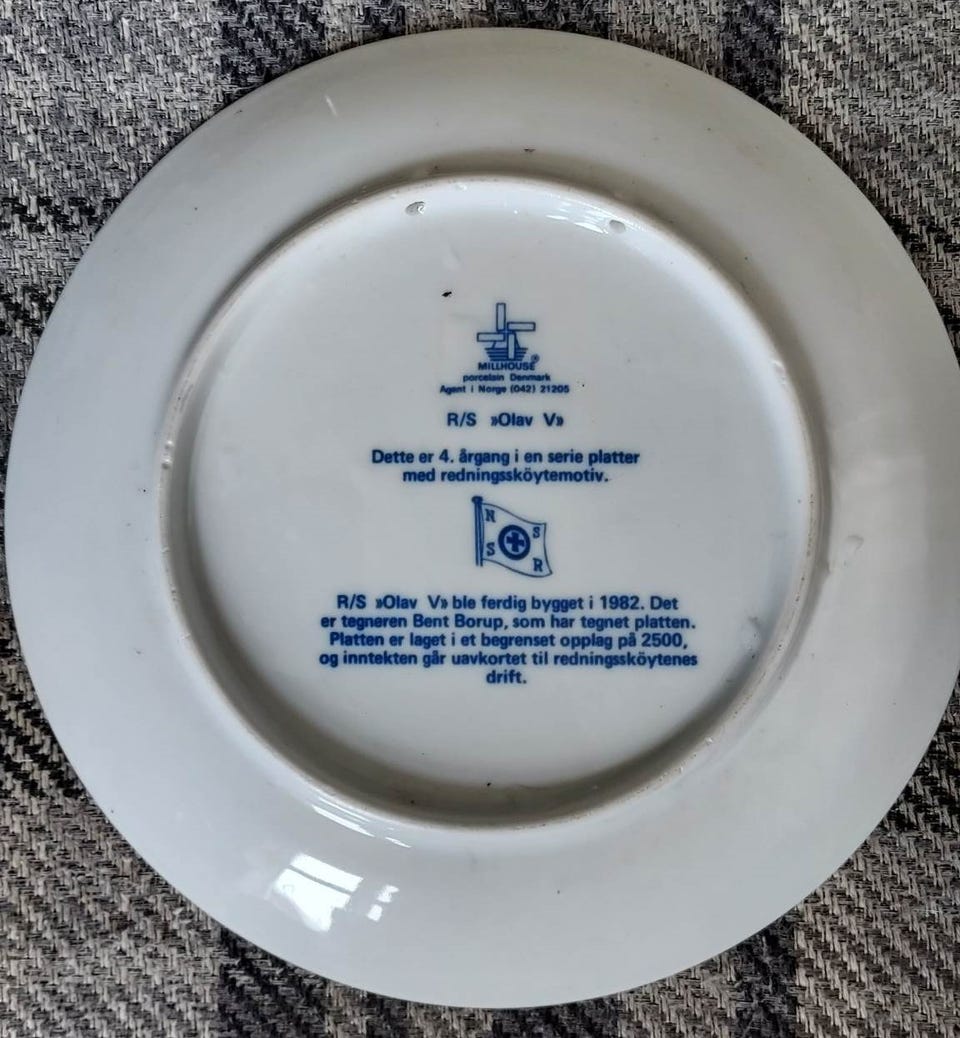 MILLHOUSE®
porcelain Denmark
Agent i Norge (042) 21205
R/S »Olav V»
Dette er 4. årgang i en serie platter
med redningssköytemotiv.
N S
S R
R/S »Olav V» ble ferdig bygget i 1982. Det
er tegneren Bent Borup, som har tegnet platten.
Platten er laget i et begrenset opplag på 2500,
og inntekten går uavkortet til redningssköytenes
drift.